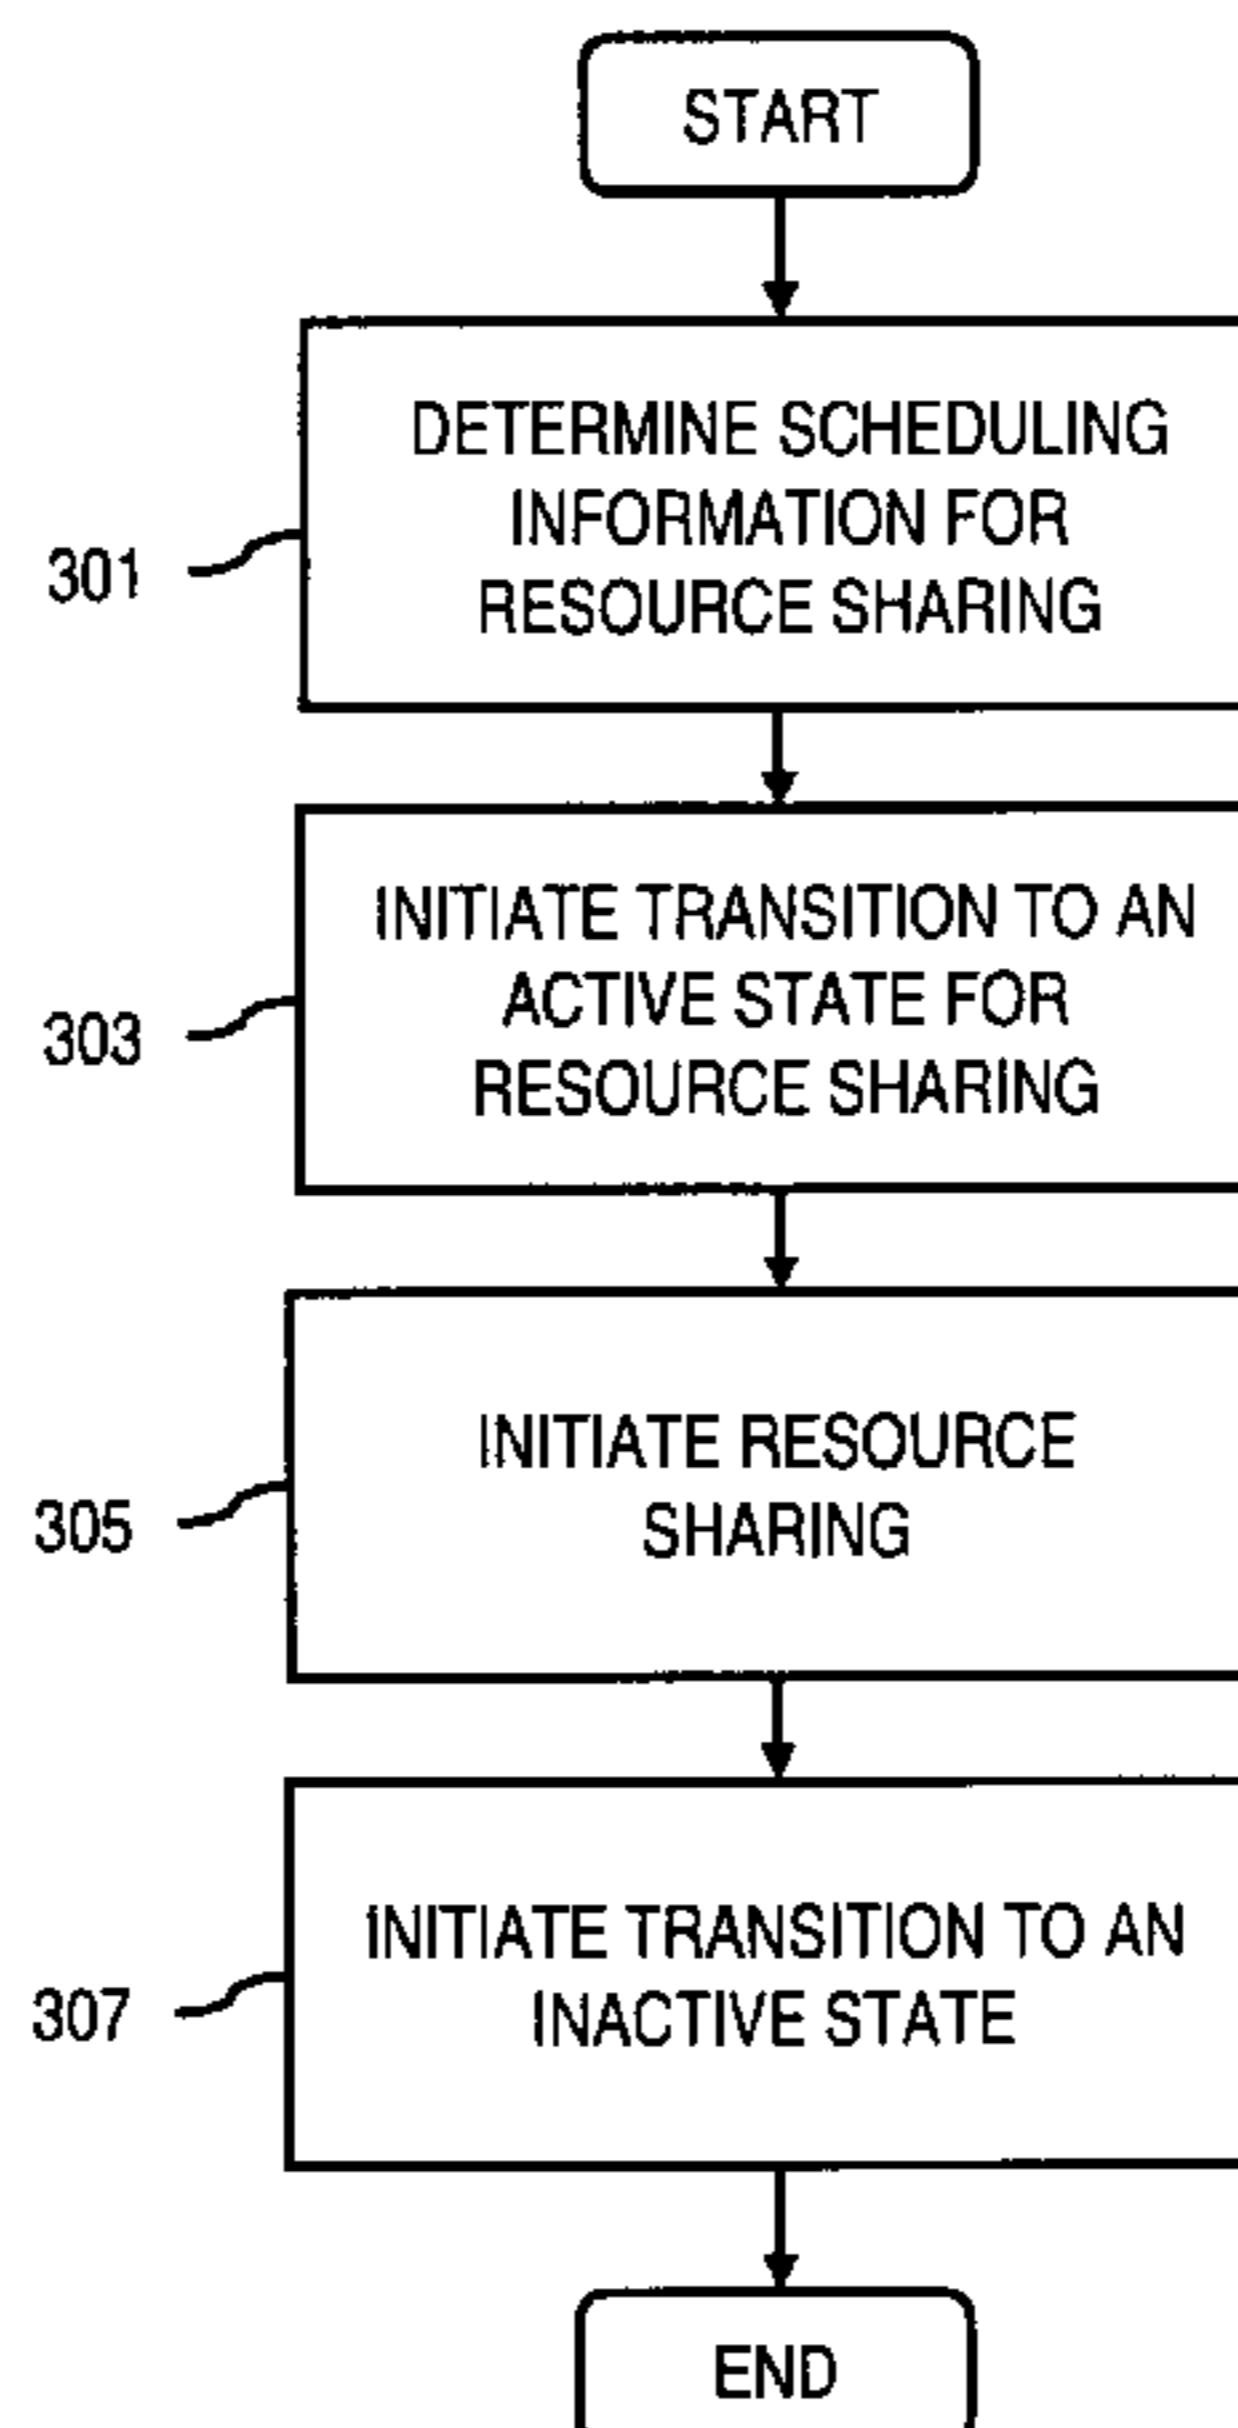 START
DETERMINE SCHEDULING
INFORMATION FOR
RESOURCE SHARING
301
INITIATE TRANSITION TO AN
ACTIVE STATE FOR
RESOURCE SHARING
303
INITIATE RESOURCE
SHARING
305
INITIATE TRANSITION TO AN
INACTIVE STATE
307
END